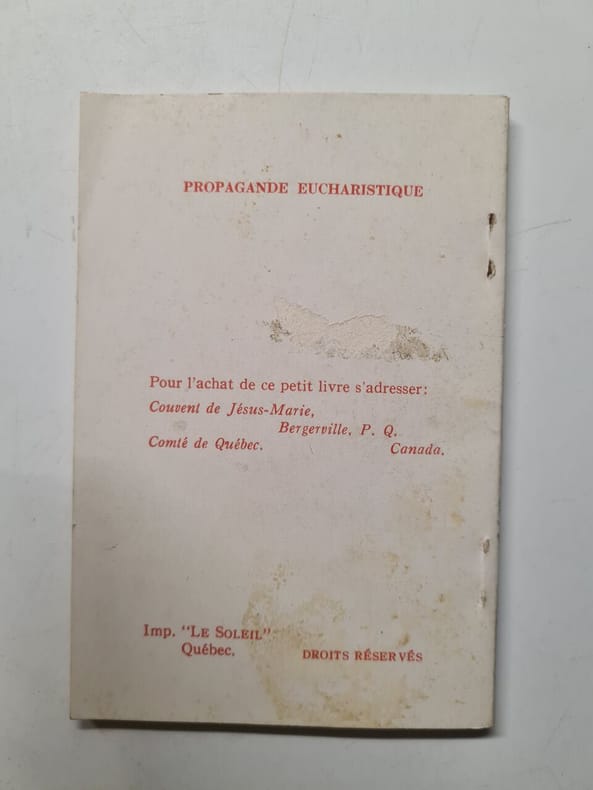 PROPAGANDE EUCHARISTIQUE
Pour l'achat de ce petit livre s'adresser:
Couvent de Jésus-Marie,
Bergerville, P. Q.
Comté de Québec. Canada.
Imp. "LE SOLEIL"
Québec. DROITS RÉSERVÉS